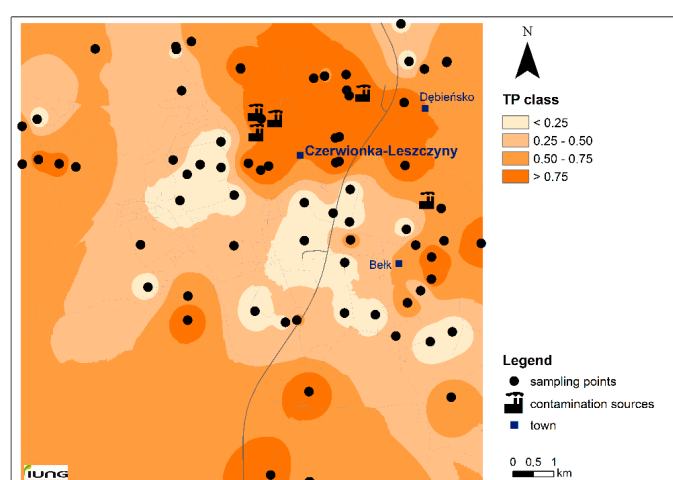 N
TP class
< 0.25
0.25 - 0.50
0.50 - 0.75
> 0.75
Dębieńsko
Czerwionka-Leszczyny
Bełk
Legend
sampling points
contamination sources
town
0 0,5 1
km
IUNG